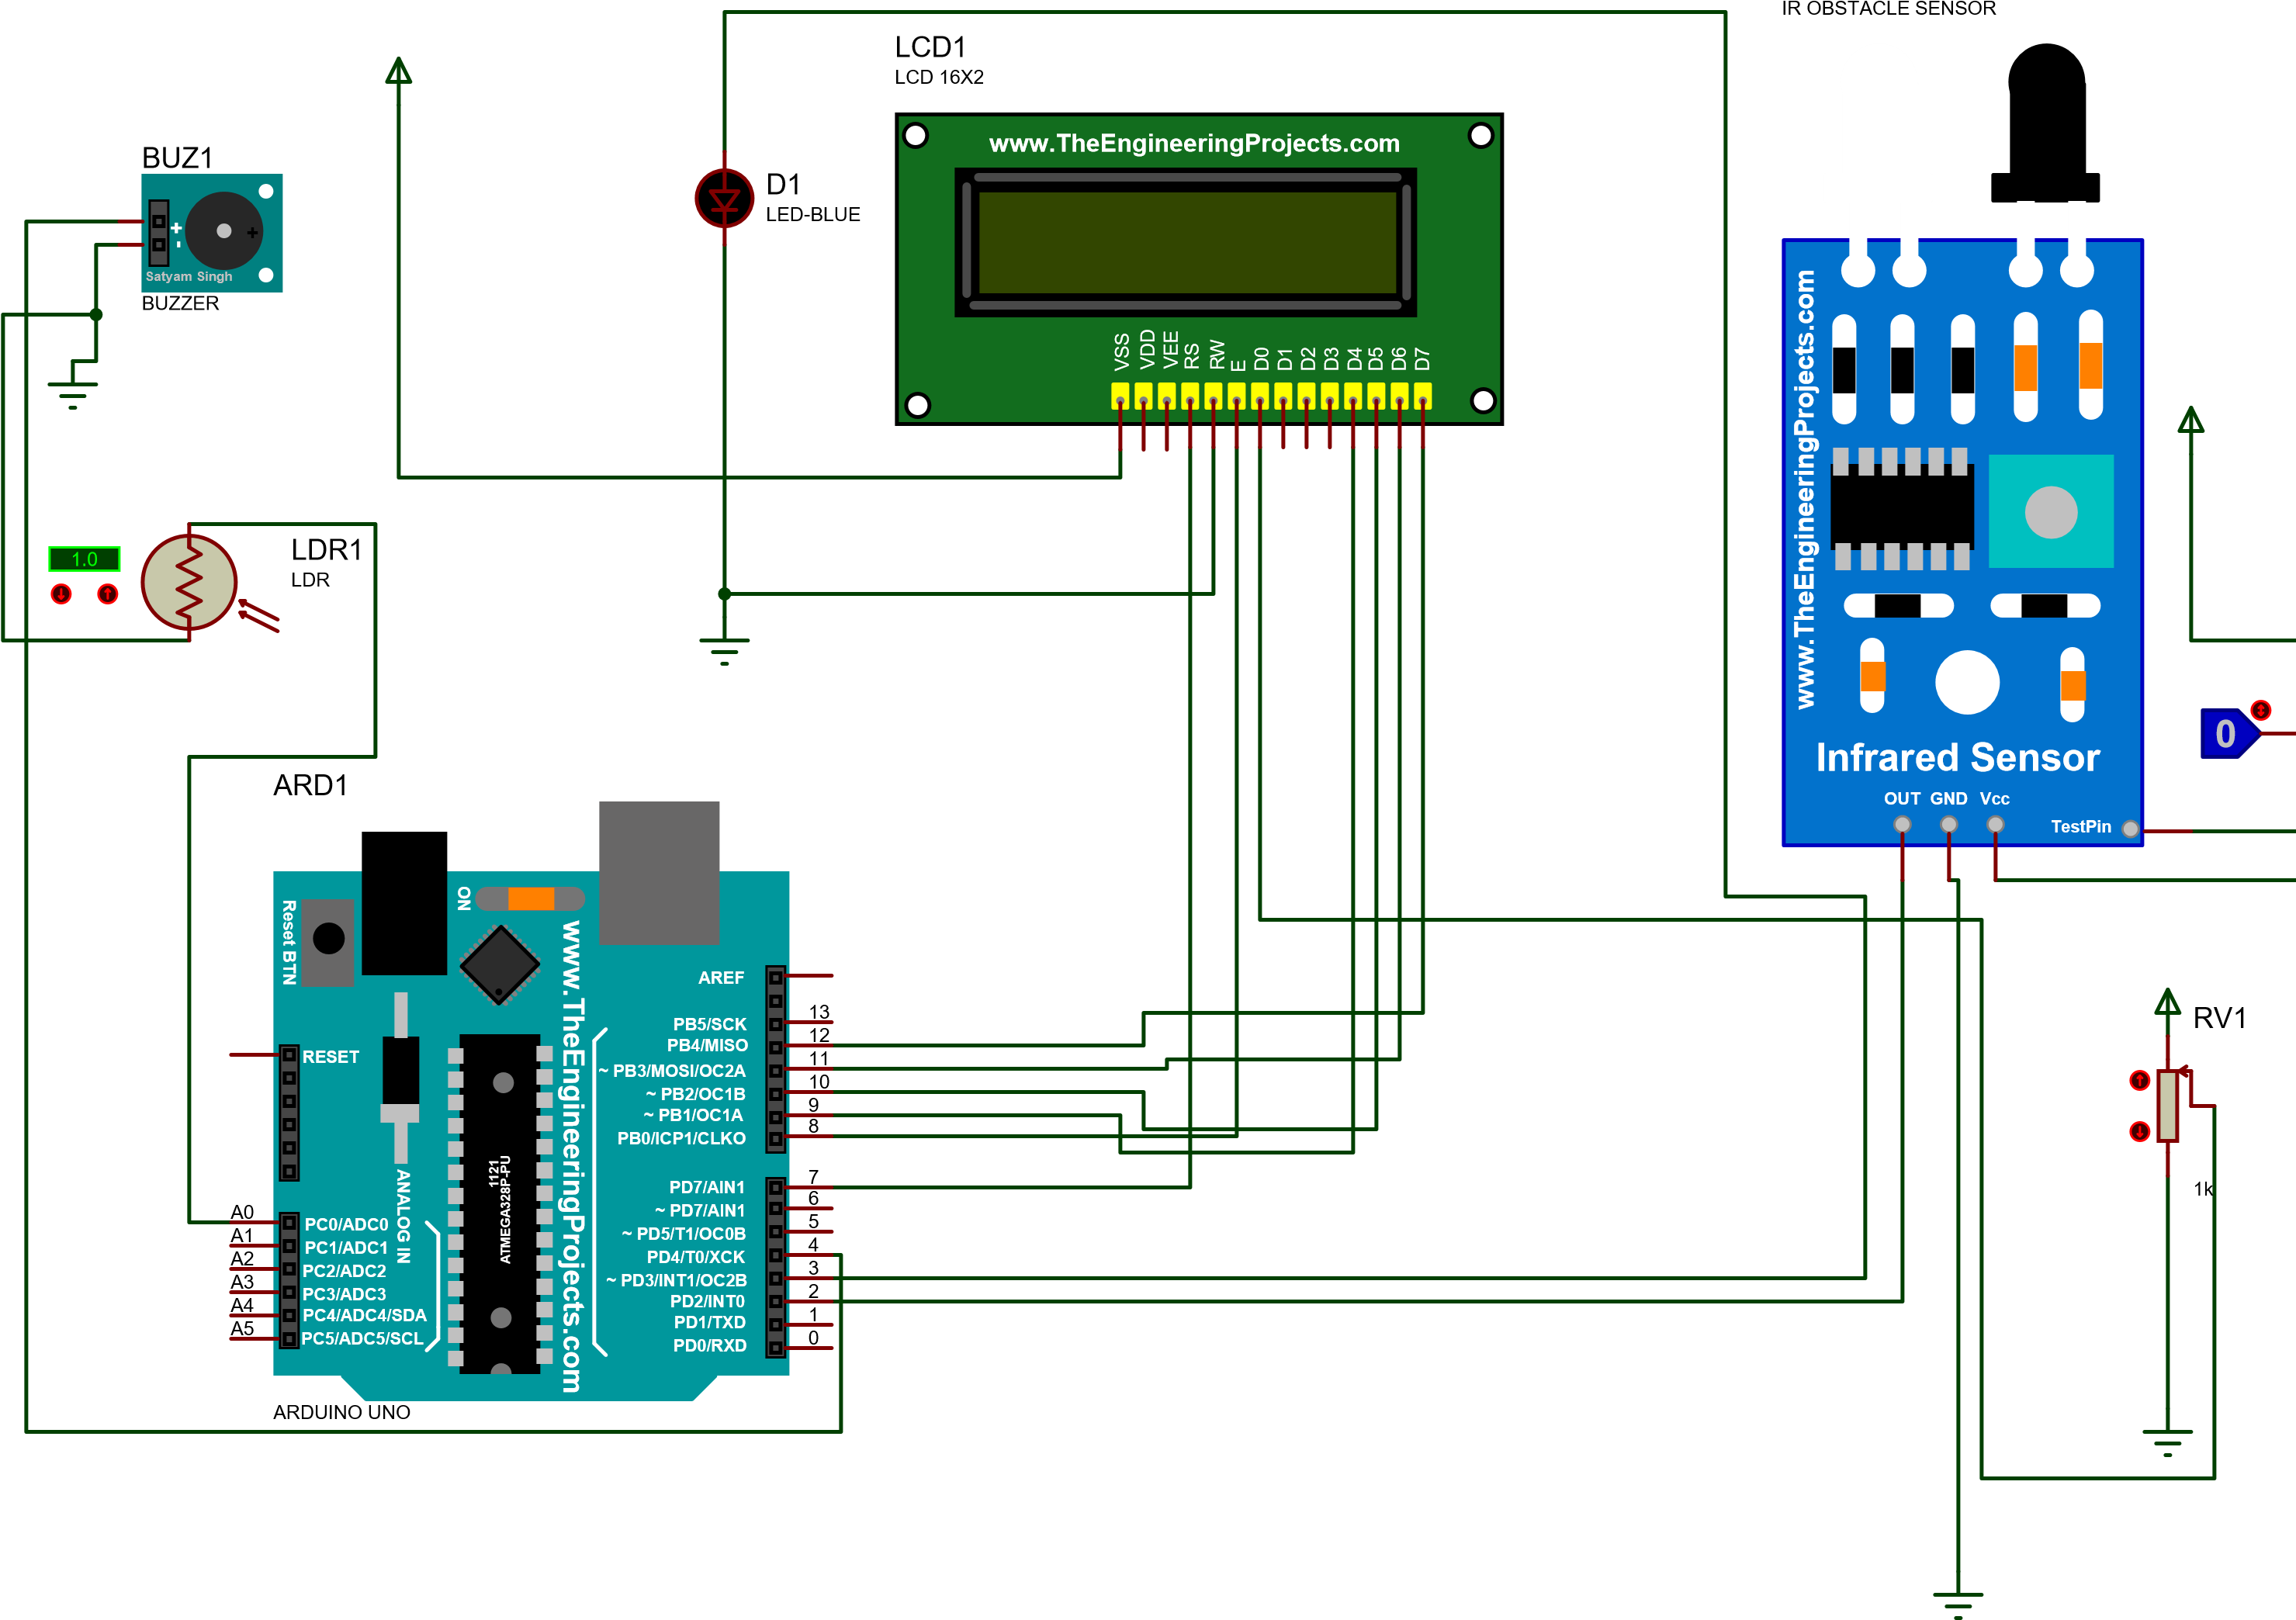 IR OBSTACLE SENSOR
LCD1
LCD 16X2
www.TheEngineeringProjects.com
VSS
VDD
VEE
RS
RW
E
D0
D1
D2
D3
D4
D5
D6
D7
BUZ1
+
-
+
Satyam Singh
BUZZER
D1
LED-BLUE
1.0
LDR1
LDR
www.TheEngineeringProjects.com
Infrared Sensor
OUT GND Vcc
TestPin
0
RV1
1k
ARD1
Reset BTN
ON
www.TheEngineeringProjects.com
RESET
ANALOG IN
1121
ATMEGA328P-PU
A0 PC0/ADC0
A1 PC1/ADC1
A2 PC2/ADC2
A3 PC3/ADC3
A4 PC4/ADC4/SDA
A5 PC5/ADC5/SCL
AREF
PB5/SCK 13
PB4/MISO 12
~ PB3/MOSI/OC2A 11
~ PB2/OC1B 10
~ PB1/OC1A 9
PB0/ICP1/CLKO 8
PD7/AIN1 7
~ PD7/AIN1 6
~ PD5/T1/OC0B 5
PD4/T0/XCK 4
~ PD3/INT1/OC2B 3
PD2/INT0 2
PD1/TXD 1
PD0/RXD 0
ARDUINO UNO